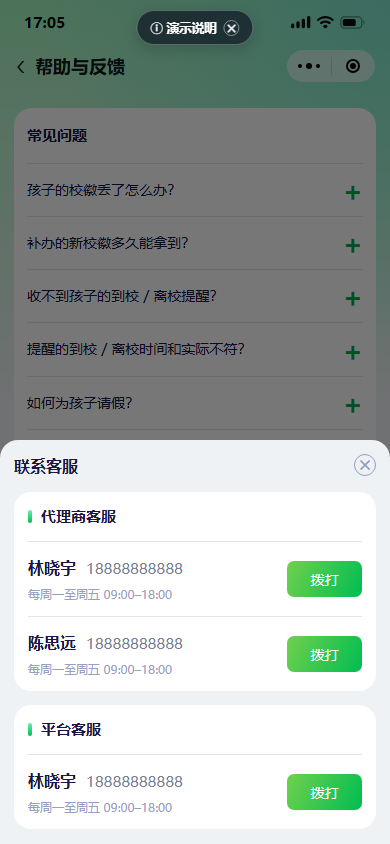 17:05
演示说明
帮助与反馈
常见问题
孩子的校徽丢了怎么办?
补办的新校徽多久能拿到?
收不到孩子的到校 / 离校提醒?
提醒的到校 / 离校时间和实际不符?
如何为孩子请假?
联系客服
代理商客服
林晓宇 18888888888
拨打
每周一至周五 09:00–18:00
陈思远 18888888888
拨打
每周一至周五 09:00–18:00
平台客服
林晓宇 18888888888
拨打
每周一至周五 09:00–18:00